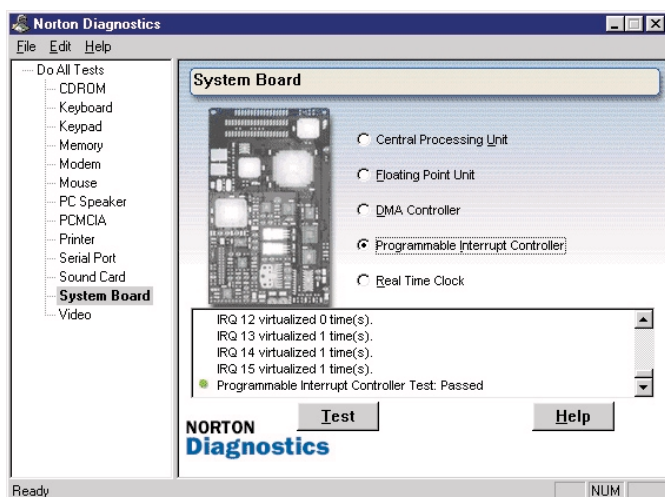 Norton Diagnostics
File Edit Help
Do All Tests
CDROM
Keyboard
Keypad
Memory
Modem
Mouse
PC Speaker
PCMCIA
Printer
Serial Port
Sound Card
System Board
Video
System Board
Central Processing Unit
Floating Point Unit
DMA Controller
Programmable Interrupt Controller
Real Time Clock
IRQ 12 virtualized 0 time(s).
IRQ 13 virtualized 1 time(s).
IRQ 14 virtualized 1 time(s).
IRQ 15 virtualized 1 time(s).
Programmable Interrupt Controller Test: Passed
Test Help
NORTON
Diagnostics
Ready NUM